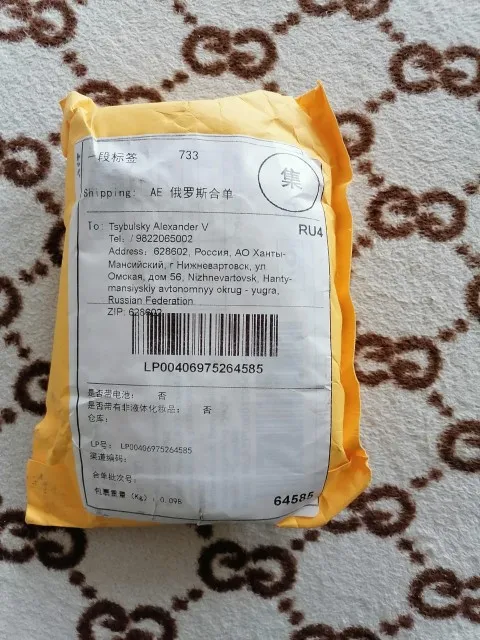 一段标签 733
集
Shipping: AE 俄罗斯合单
To: Tsybulsky Alexander V
RU4
Tel: / 9822065002
Address: 628602, Россия, АО Ханты-
Мансийский, г Нижневартовск, ул
Омская, дом 56, Nizhnevartovsk, Hanty-
mansiyskiy avtonomnyy okrug - yugra,
Russian Federation
ZIP: 628602
LP00406975264585
是否带电池: 否
是否带有非液体化妆品: 否
仓库:
LP号: LP00406975264585
渠道编码:
合单批次号:
包裹重量 (Kg): 0.098
64585